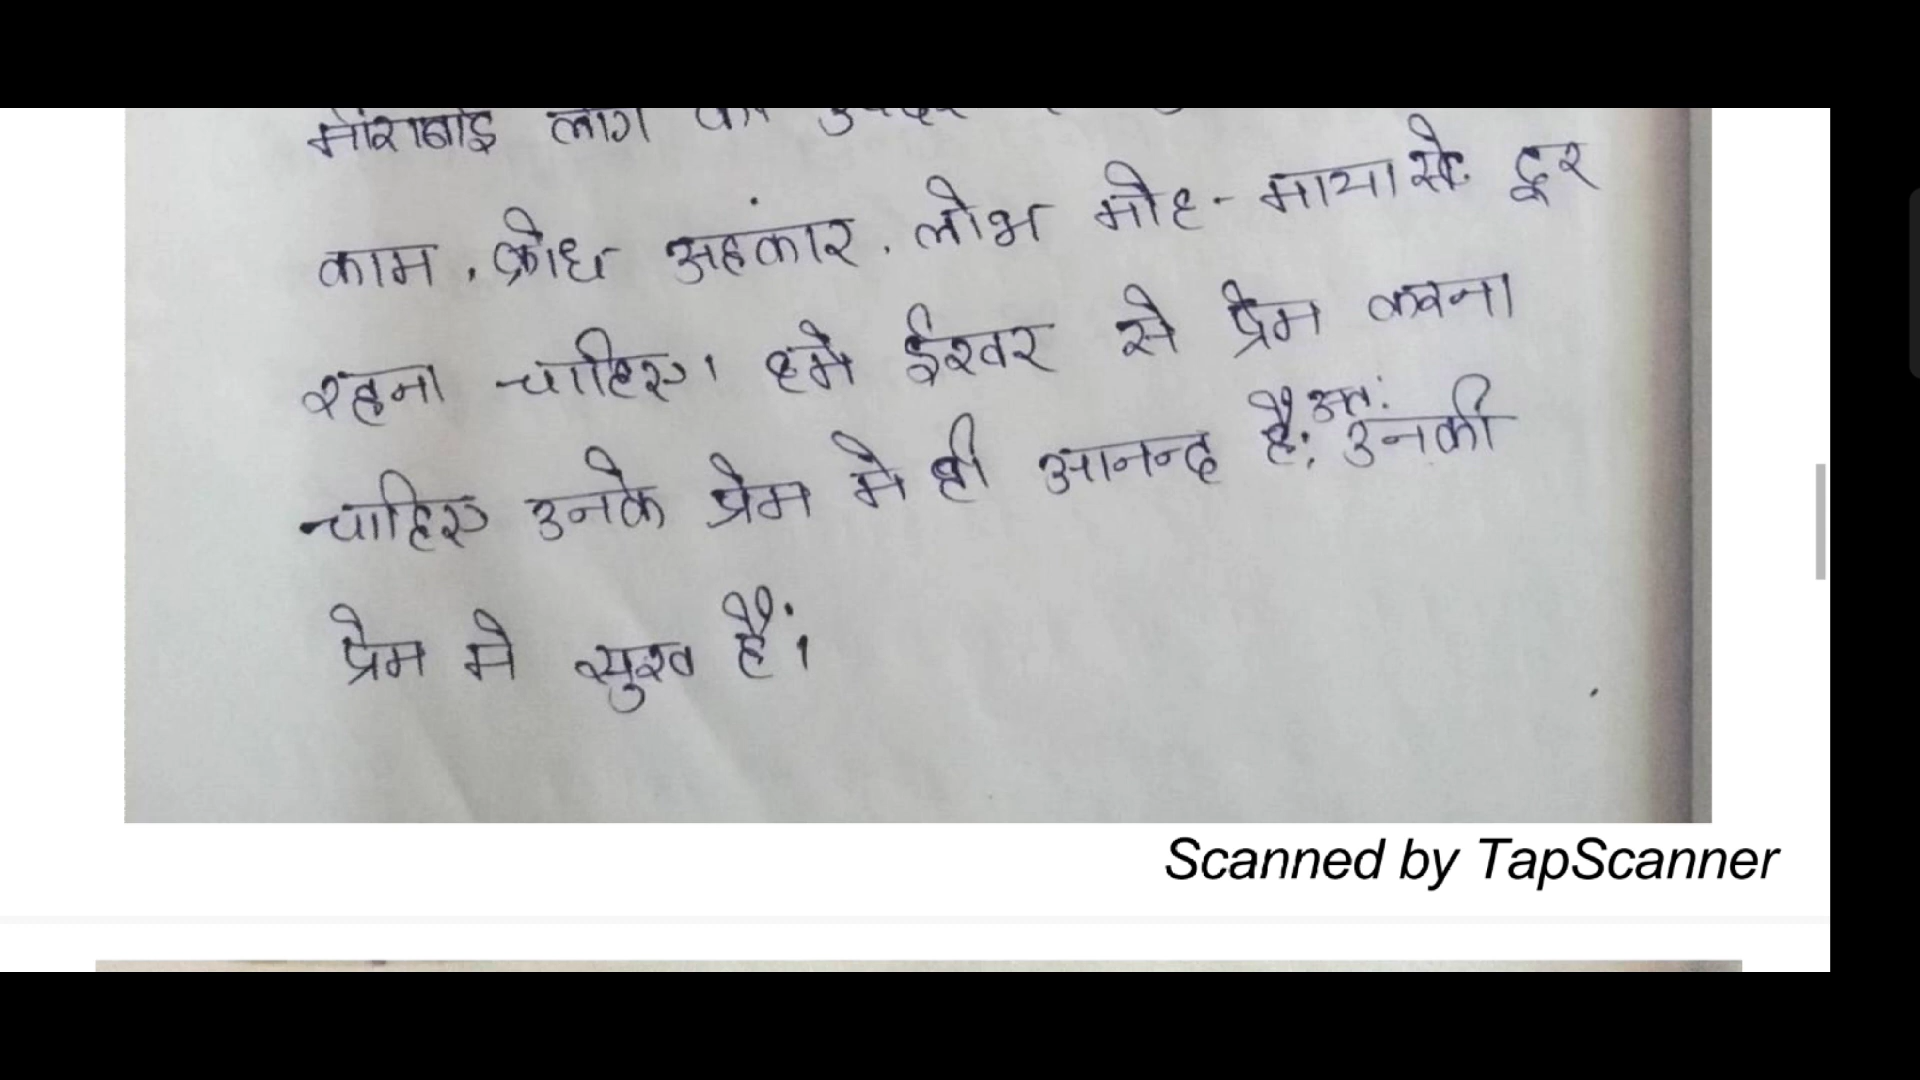 मीराबाई लोग को
काम, क्रोध अहंकार, लोभ मोह - माया से दूर
रहना चाहिए। हमे ईश्वर से प्रेम करना
चाहिए उनके प्रेम मे ही आनन्द हैं; अतः उनकी
प्रेम मे सुख हैं।
Scanned by TapScanner